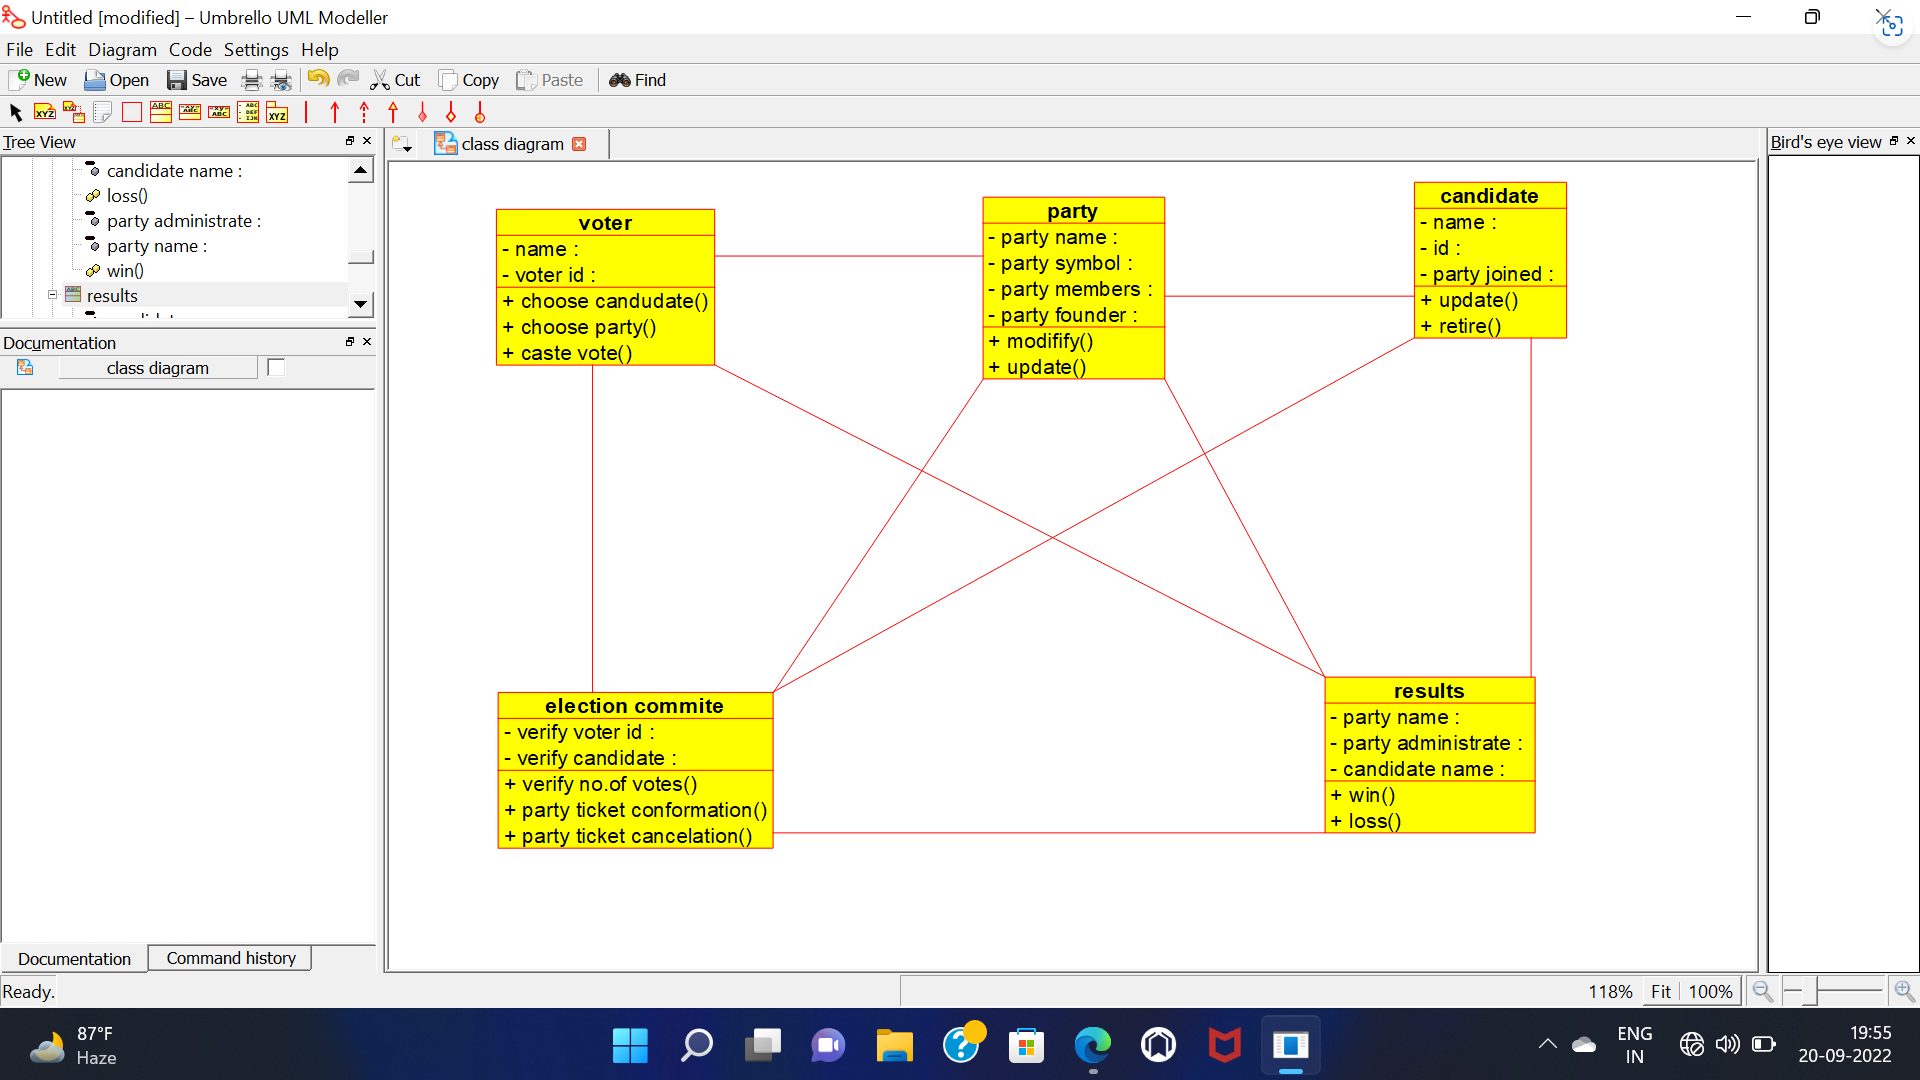 Untitled [modified] – Umbrello UML Modeller
File Edit Diagram Code Settings Help
New Open Save Cut Copy Paste Find
Tree View
candidate name :
loss()
party administrate :
party name :
win()
results
Documentation
class diagram
Documentation Command history
class diagram
voter
- name :
- voter id :
+ choose candudate()
+ choose party()
+ caste vote()
party
- party name :
- party symbol :
- party members :
- party founder :
+ modifify()
+ update()
candidate
- name :
- id :
- party joined :
+ update()
+ retire()
election commite
- verify voter id :
- verify candidate :
+ verify no.of votes()
+ party ticket conformation()
+ party ticket cancelation()
results
- party name :
- party administrate :
- candidate name :
+ win()
+ loss()
Bird's eye view
Ready.
118% Fit 100%
87°F
Haze
ENG
IN
19:55
20-09-2022